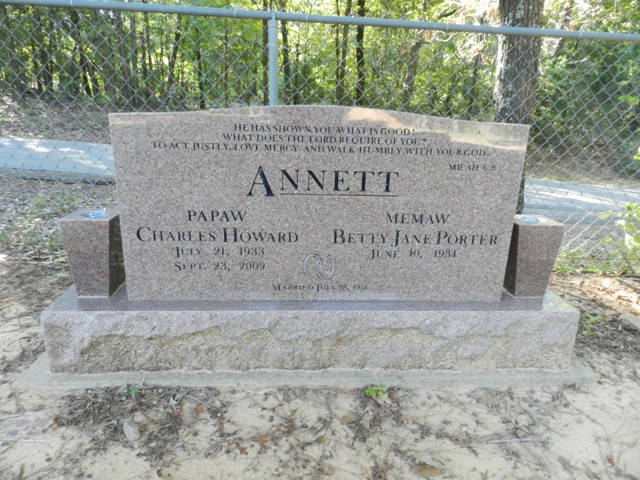 HE HAS SHOWN YOU WHAT IS GOOD!
WHAT DOES THE LORD REQUIRE OF YOU?
TO ACT JUSTLY, LOVE MERCY, AND WALK HUMBLY WITH YOUR GOD.
MICAH 6:8
ANNETT
PAPAW
CHARLES HOWARD
JULY 21, 1933
SEPT. 23, 2009
MEMAW
BETTY JANE PORTER
JUNE 10, 1934
MARRIED JULY 28, 1951